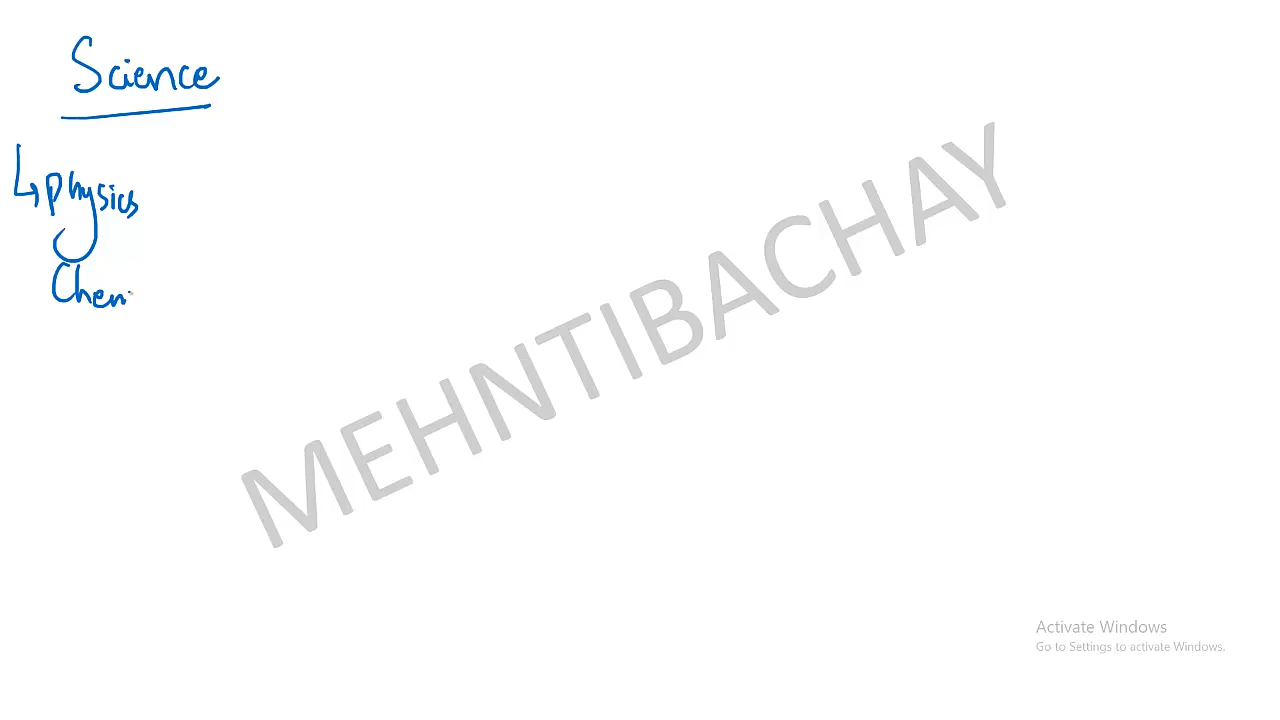 Science
↳ Physics
Chem
MEHNTIBACHAY
Activate Windows
Go to Settings to activate Windows.